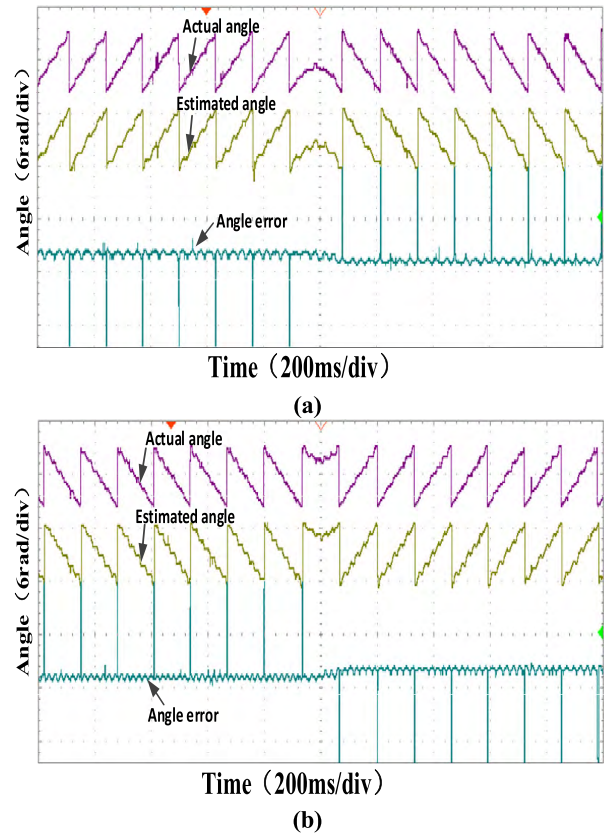 Actual angle
Estimated angle
Angle error
Angle（6rad/div）
Time（200ms/div）
(a)
Actual angle
Estimated angle
Angle error
Angle（6rad/div）
Time（200ms/div）
(b)